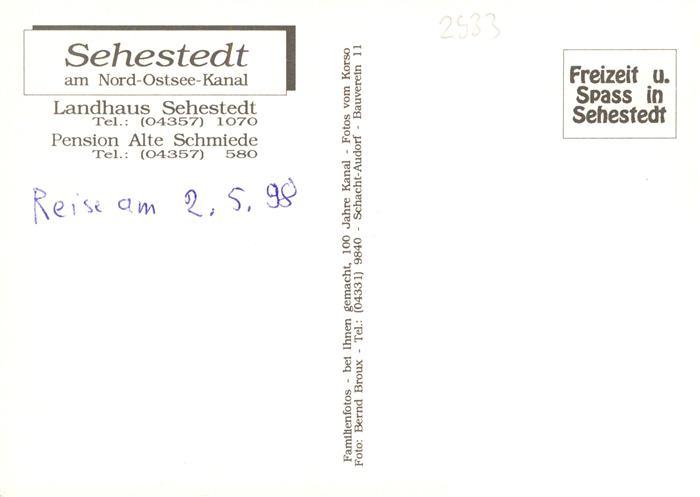 Sehestedt
am Nord-Ostsee-Kanal
Landhaus Sehestedt
Tel.: (04357) 1070
Pension Alte Schmiede
Tel.: (04357) 580
Reise am 2. 5. 98
Familienfotos - bei Ihnen gemacht, 100 Jahre Kanal - Fotos vom Korso
Foto: Bernd Broux - Tel.: (04331) 9840 - Schacht-Audorf - Bauverein 11
2933
Freizeit u.
Spass in
Sehestedt